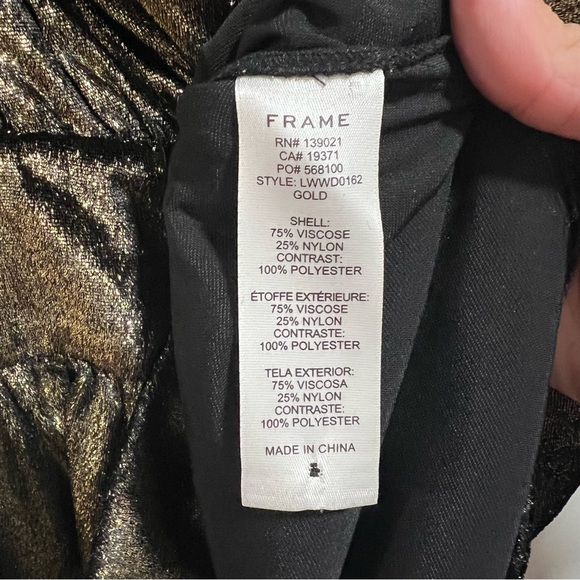 FRAME
RN# 139021
CA# 19371
PO# 568100
STYLE: LWWD0162
GOLD
SHELL:
75% VISCOSE
25% NYLON
CONTRAST:
100% POLYESTER
ÉTOFFE EXTÉRIEURE:
75% VISCOSE
25% NYLON
CONTRASTE:
100% POLYESTER
TELA EXTERIOR:
75% VISCOSA
25% NYLON
CONTRASTE:
100% POLYESTER
MADE IN CHINA